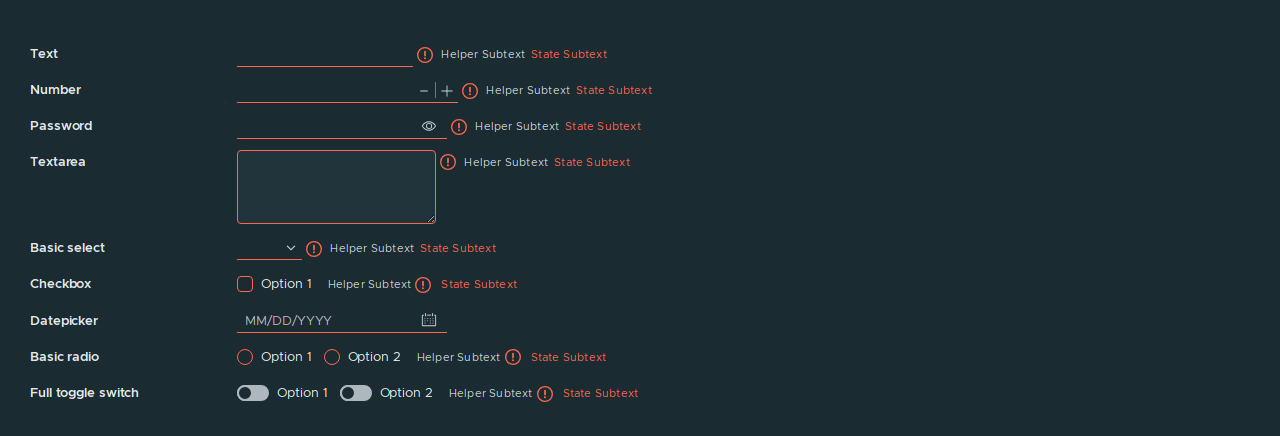 Text Helper Subtext State Subtext
Number Helper Subtext State Subtext
Password Helper Subtext State Subtext
Textarea Helper Subtext State Subtext
Basic select Helper Subtext State Subtext
Checkbox Option 1 Helper Subtext State Subtext
Datepicker MM/DD/YYYY
Basic radio Option 1 Option 2 Helper Subtext State Subtext
Full toggle switch Option 1 Option 2 Helper Subtext State Subtext